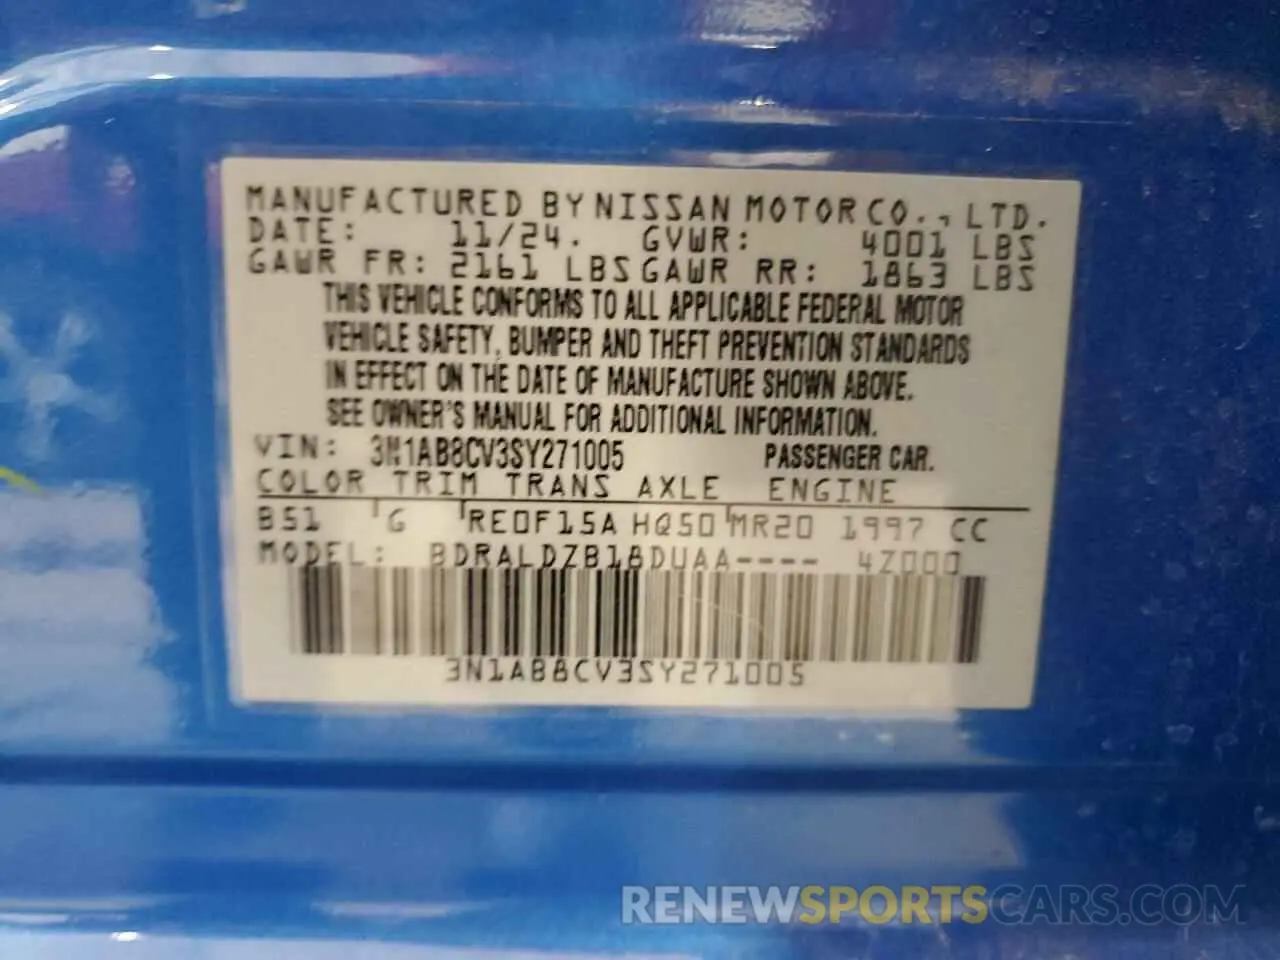 MANUFACTURED BY NISSAN MOTOR CO., LTD.
DATE: 11/24. GVWR: 4001 LBS
GAWR FR: 2161 LBS GAWR RR: 1863 LBS
THIS VEHICLE CONFORMS TO ALL APPLICABLE FEDERAL MOTOR
VEHICLE SAFETY, BUMPER AND THEFT PREVENTION STANDARDS
IN EFFECT ON THE DATE OF MANUFACTURE SHOWN ABOVE.
SEE OWNER'S MANUAL FOR ADDITIONAL INFORMATION.
VIN: 3N1AB8CV3SY271005 PASSENGER CAR.
COLOR TRIM TRANS AXLE ENGINE
B51 G RE0F15A HQ50 MR20 1997 CC
MODEL: BDRALDZB18DUAA---- 4Z000
3N1AB8CV3SY271005
RENEWSPORTSCARS.COM